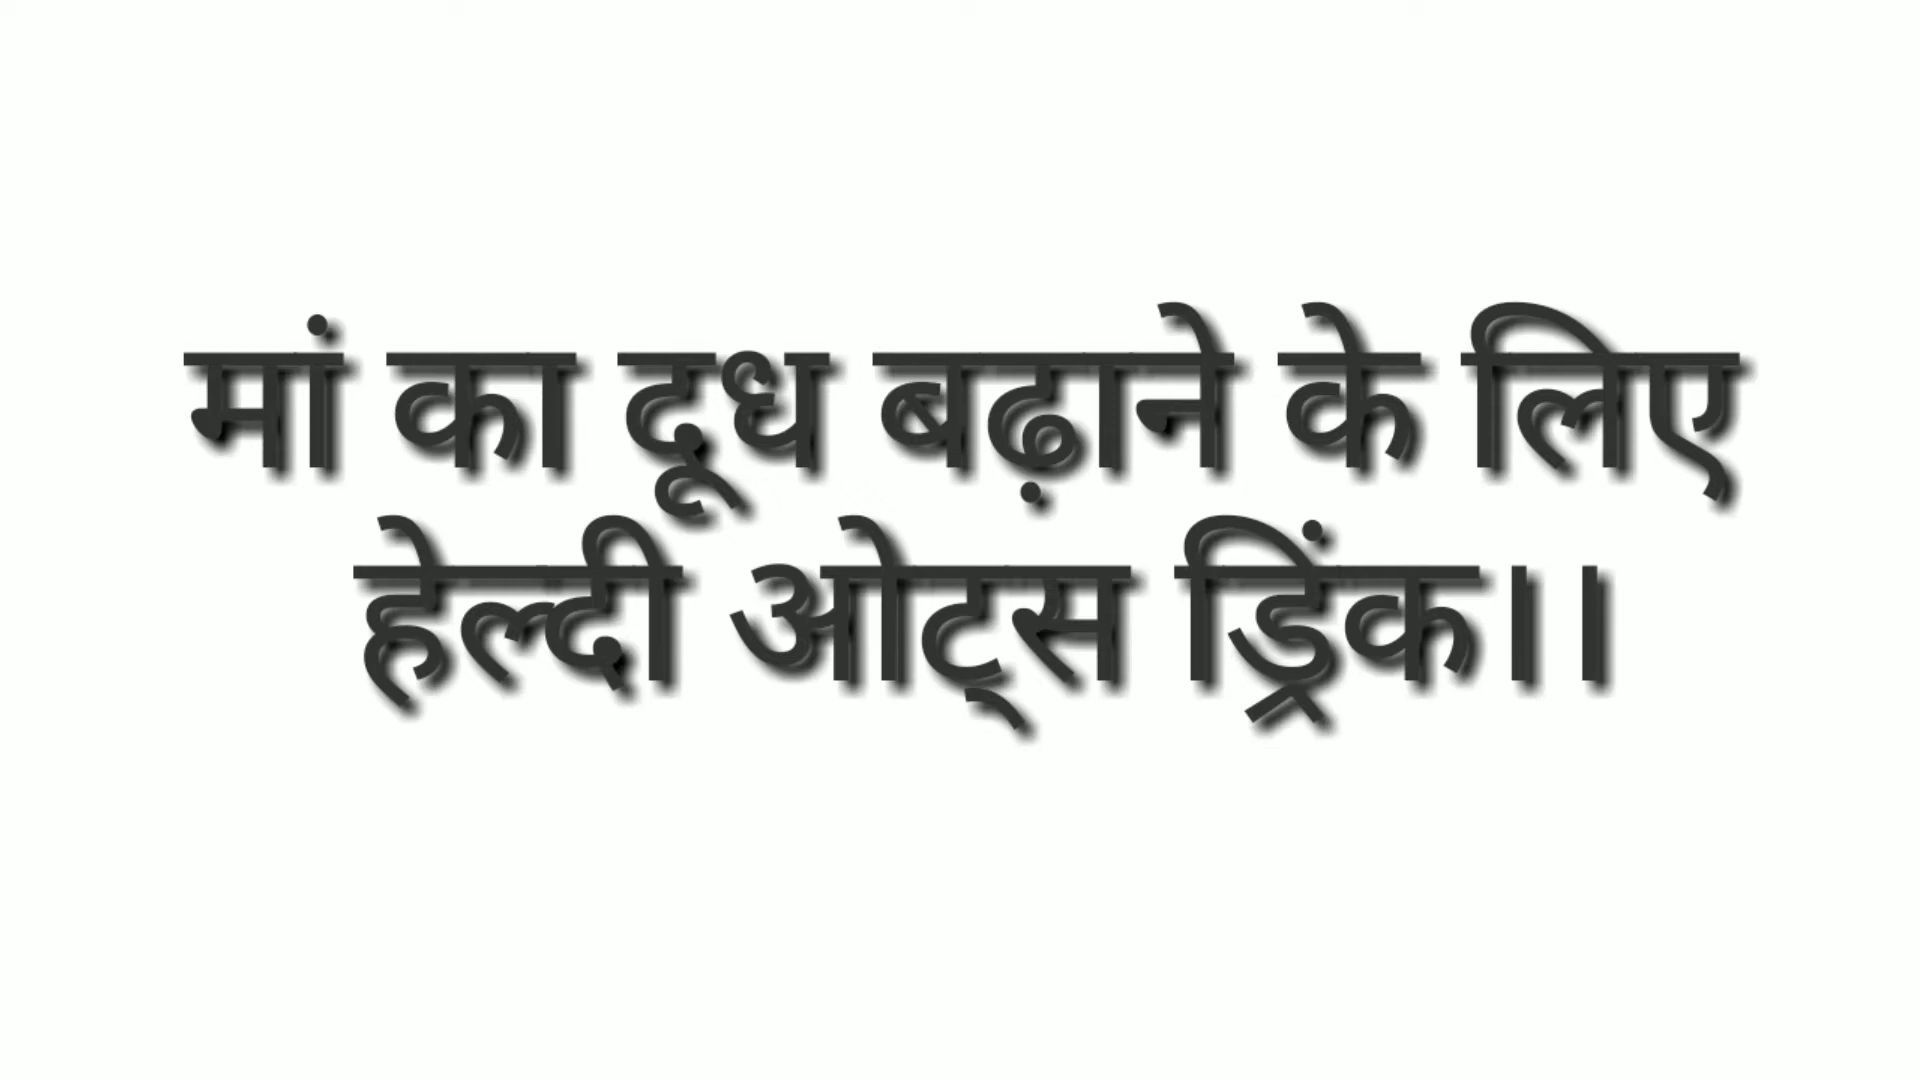 मां का दूध बढ़ाने के लिए
हेल्दी ओट्स ड्रिंक।।